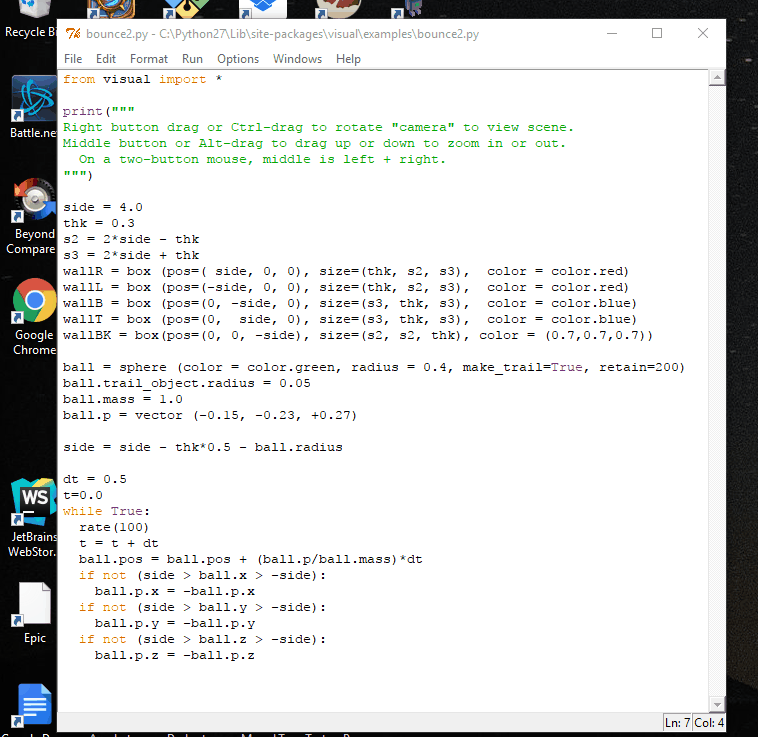 Recycle
bounce2.py - C:\Python27\Lib\site-packages\visual\examples\bounce2.py
File Edit Format Run Options Windows Help
from visual import *
print("""
Right button drag or Ctrl-drag to rotate "camera" to view scene.
Middle button or Alt-drag to drag up or down to zoom in or out.
  On a two-button mouse, middle is left + right.
""")
side = 4.0
thk = 0.3
s2 = 2*side - thk
s3 = 2*side + thk
wallR = box (pos=( side, 0, 0), size=(thk, s2, s3),  color = color.red)
wallL = box (pos=(-side, 0, 0), size=(thk, s2, s3),  color = color.red)
wallB = box (pos=(0, -side, 0), size=(s3, thk, s3),  color = color.blue)
wallT = box (pos=(0,  side, 0), size=(s3, thk, s3),  color = color.blue)
wallBK = box(pos=(0, 0, -side), size=(s2, s2, thk), color = (0.7,0.7,0.7))
ball = sphere (color = color.green, radius = 0.4, make_trail=True, retain=200)
ball.trail_object.radius = 0.05
ball.mass = 1.0
ball.p = vector (-0.15, -0.23, +0.27)
side = side - thk*0.5 - ball.radius
dt = 0.5
t=0.0
while True:
  rate(100)
  t = t + dt
  ball.pos = ball.pos + (ball.p/ball.mass)*dt
  if not (side > ball.x > -side):
    ball.p.x = -ball.p.x
  if not (side > ball.y > -side):
    ball.p.y = -ball.p.y
  if not (side > ball.z > -side):
    ball.p.z = -ball.p.z
Ln: 7 Col: 4
Battle.ne
Beyond
Compare
Google
Chrome
WS
JetBrains
WebStor.
Epic